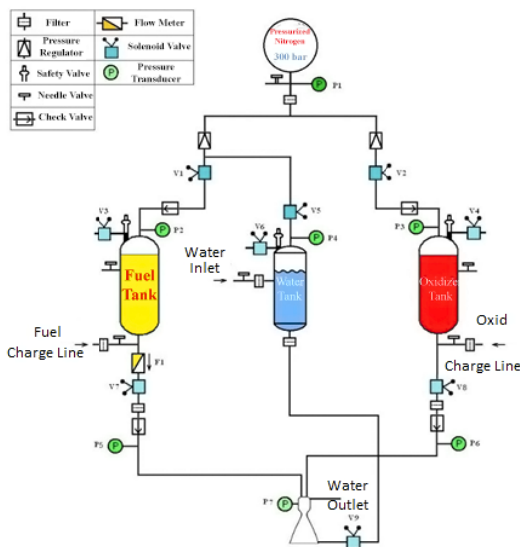 Filter
Flow Meter
Pressure
Regulator
Solenoid Valve
Safety Valve
P
Pressure
Transducer
Needle Valve
Check Valve
Pressurized
Nitrogen
300 bar
P
P1
V1
V2
V3
P
P2
V5
V6
P
P4
P3
P
V4
Water
Inlet
Fuel
Tank
Water
Tank
Oxidize
Tank
Fuel
Charge Line
Oxid
Charge Line
F1
V7
V8
P5
P
P
P6
P7
P
Water
Outlet
V9